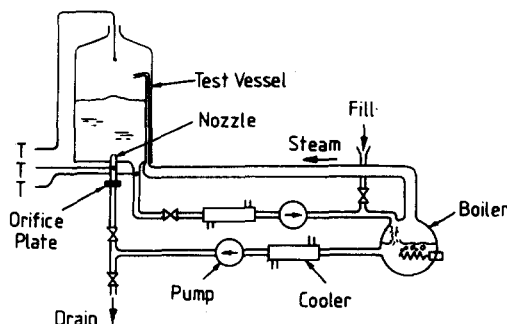 Test Vessel
Fill
Nozzle
Steam
T
T
T
Orifice
Plate
Boiler
Pump
Cooler
Drain